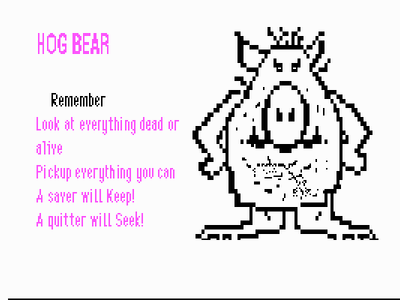 HOG BEAR
Remember
Look at everything dead or
alive
Pickup everything you can
A saver will Keep!
A quitter will Seek!